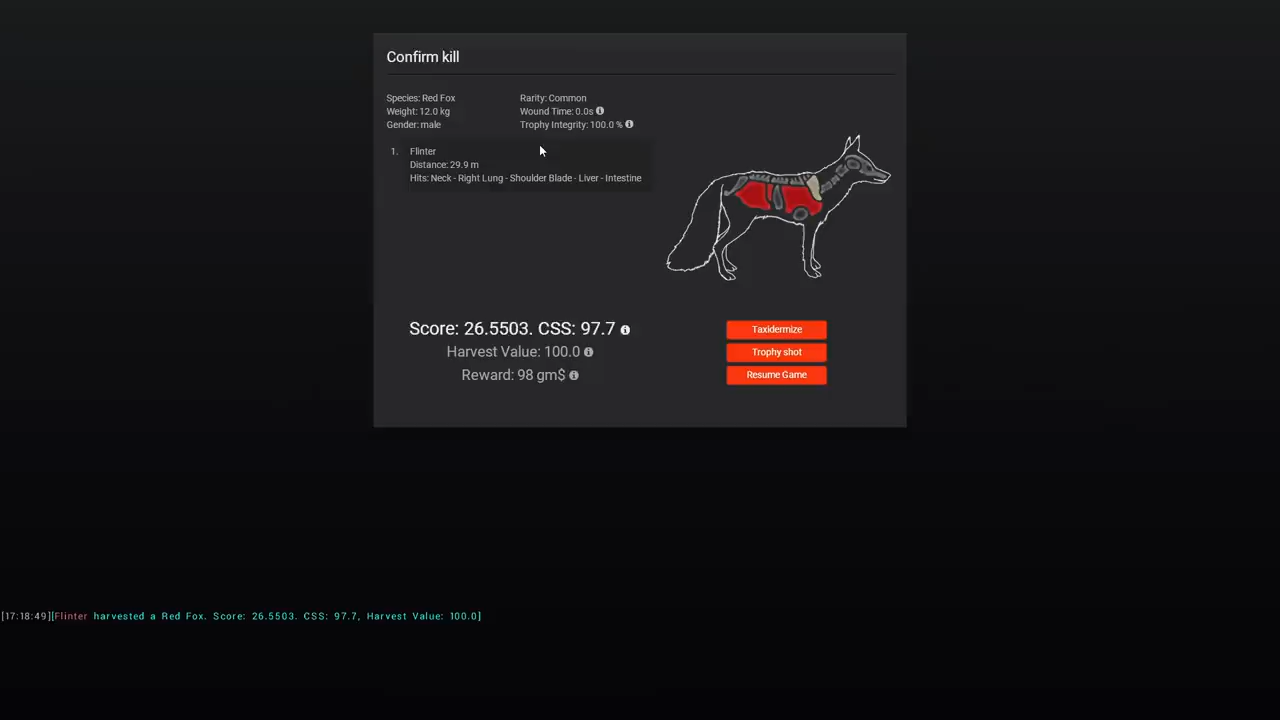 Confirm kill
Species: Red Fox
Weight: 12.0 kg
Gender: male
Rarity: Common
Wound Time: 0.0s
Trophy Integrity: 100.0 %
1. Flinter
Distance: 29.9 m
Hits: Neck - Right Lung - Shoulder Blade - Liver - Intestine
Score: 26.5503. CSS: 97.7
Harvest Value: 100.0
Reward: 98 gm$
Taxidermize
Trophy shot
Resume Game
[17:18:49][Flinter harvested a Red Fox. Score: 26.5503. CSS: 97.7, Harvest Value: 100.0]